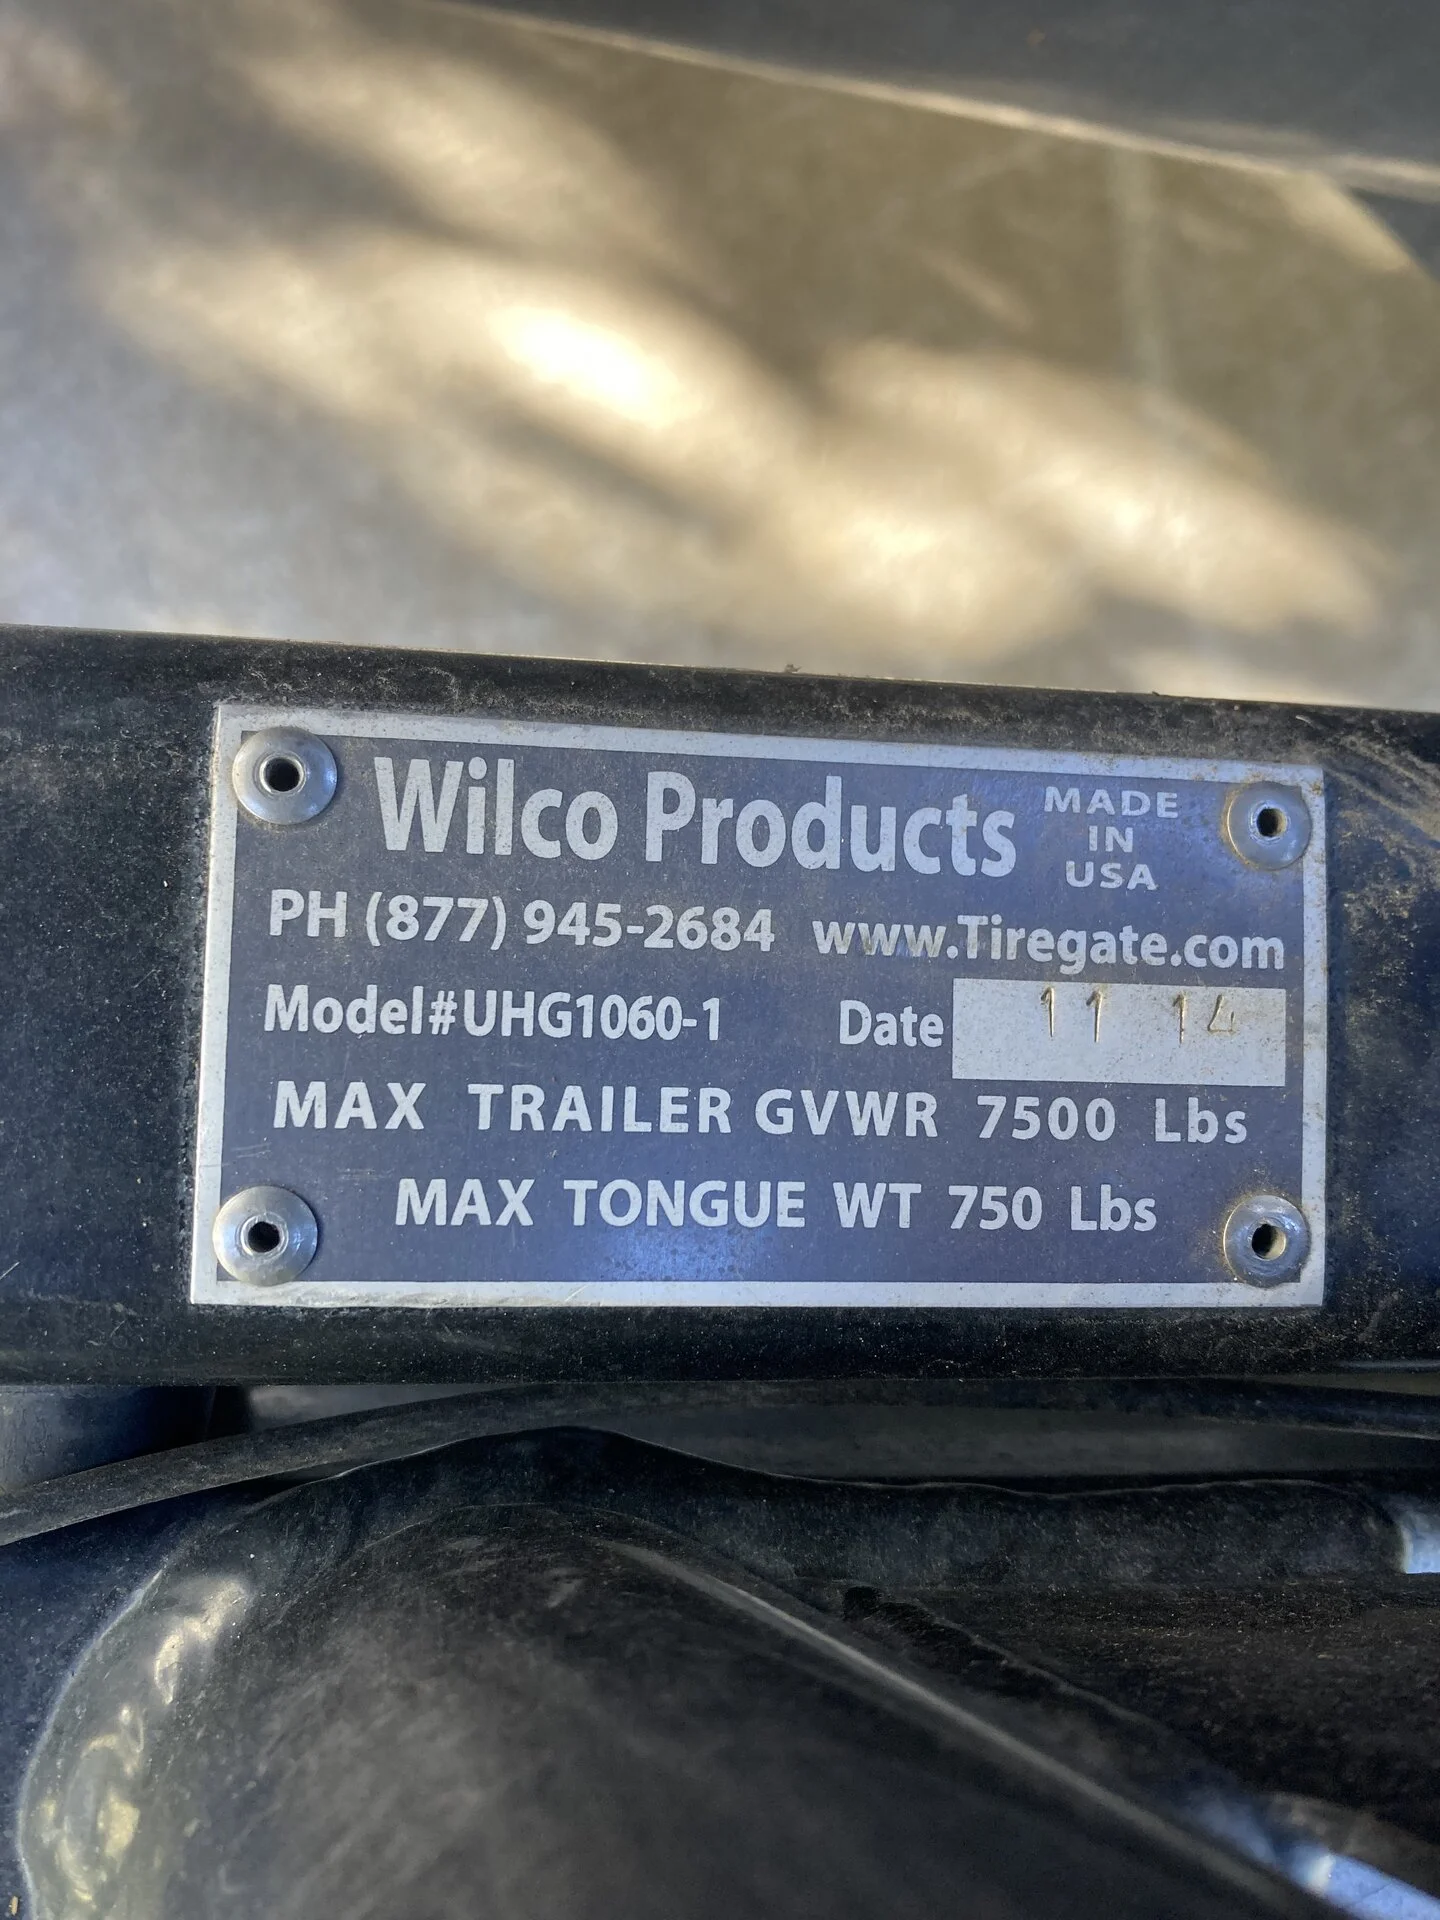 Wilco Products
MADE
IN
USA
PH (877) 945-2684 www.Tiregate.com
Model#UHG1060-1 Date 11 14
MAX TRAILER GVWR 7500 Lbs
MAX TONGUE WT 750 Lbs